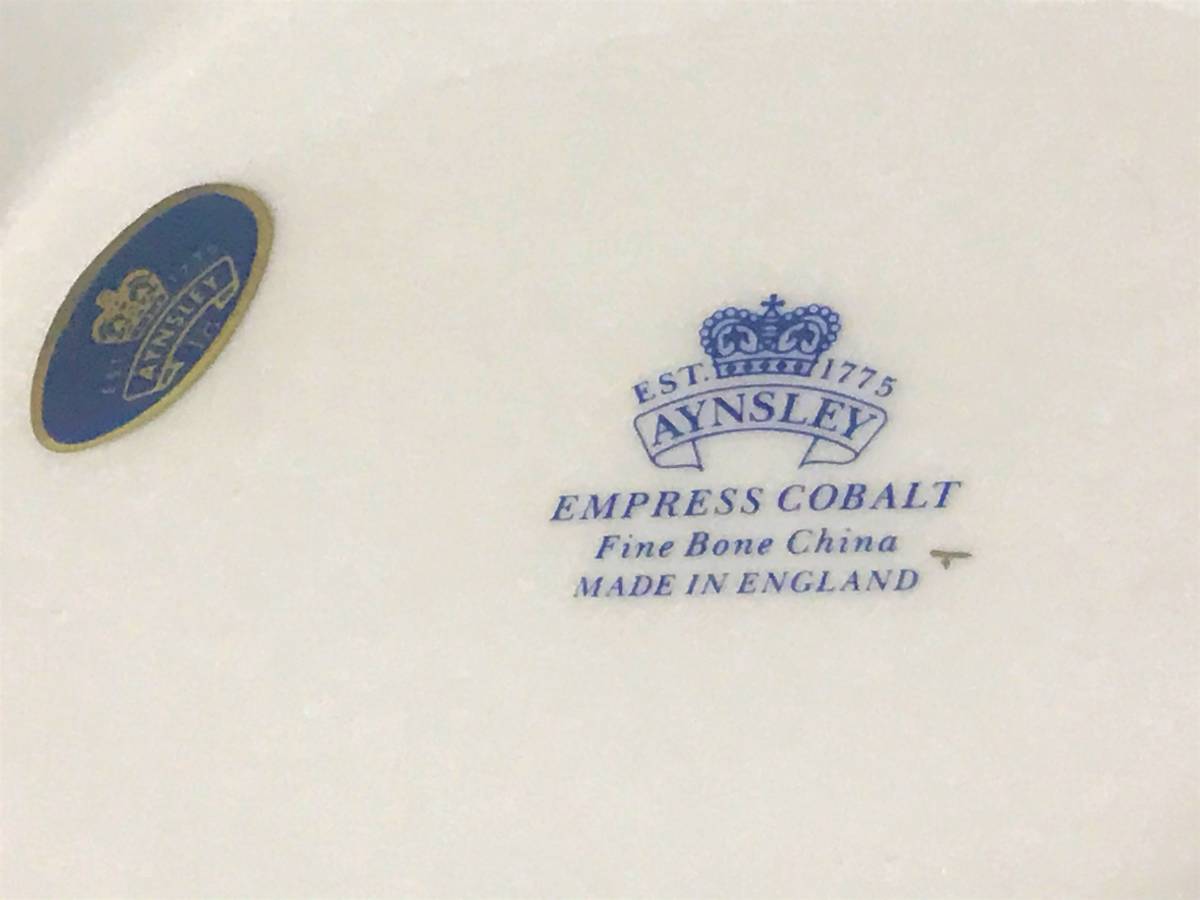 EST. 1775
AYNSLEY
EST 1775
AYNSLEY
EMPRESS COBALT
Fine Bone China
MADE IN ENGLAND